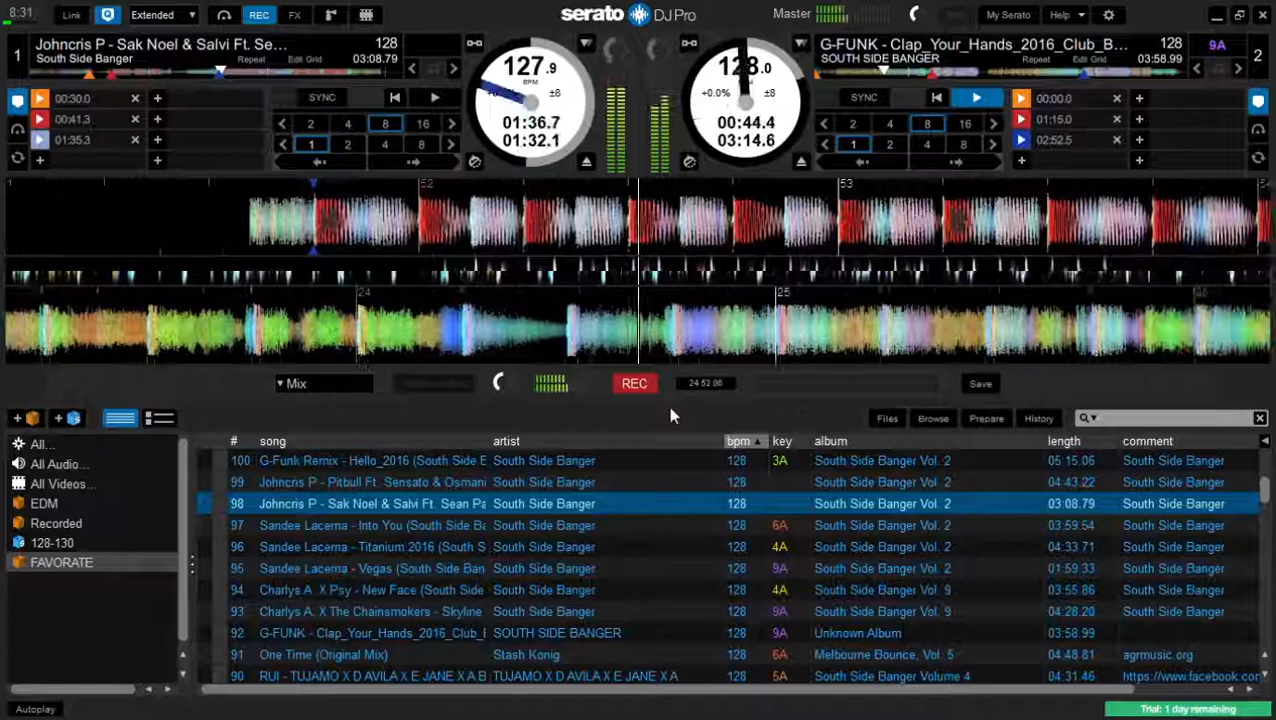 8:31
Link
Extended
REC
FX
serato DJ Pro
Master
My Serato
Help
1
Johncris P - Sak Noel & Salvi Ft. Se...
128
South Side Banger
Repeat
Edit Grid
03:08.79
127.9
BPM
±8
01:36.7
01:32.1
128.0
BPM
+0.0%
±8
00:44.4
03:14.6
G-FUNK - Clap_Your_Hands_2016_Club_B...
128
9A
2
SOUTH SIDE BANGER
Repeat
Edit Grid
03:58.99
00:30.0
00:41.3
01:35.3
SYNC
2 4 8 16
1 2 4 8
SYNC
2 4 8 16
1 2 4 8
00:00.0
01:15.0
02:52.5
52
53
24
25
Mix
REC
24:52.00
Save
Files
Browse
Prepare
History
All...
All Audio...
All Videos...
EDM
Recorded
128-130
FAVORATE
# song artist bpm key album length comment
100 G-Funk Remix - Hello_2016 (South Side E South Side Banger 128 3A South Side Banger Vol. 2 05:15.06 South Side Banger
99 Johncris P - Pitbull Ft. Sensato & Osmani South Side Banger 128 South Side Banger Vol. 2 04:43.22 South Side Banger
98 Johncris P - Sak Noel & Salvi Ft. Sean Pa South Side Banger 128 South Side Banger Vol. 2 03:08.79 South Side Banger
97 Sandee Lacerna - Into You (South Side Ba South Side Banger 128 6A South Side Banger Vol. 2 03:59.54 South Side Banger
96 Sandee Lacerna - Titanium 2016 (South S South Side Banger 128 4A South Side Banger Vol. 2 04:33.71 South Side Banger
95 Sandee Lacerna - Vegas (South Side Ban South Side Banger 128 9A South Side Banger Vol. 2 01:59.33 South Side Banger
94 Charlys A. X Psy - New Face (South Side South Side Banger 128 4A South Side Banger Vol. 9 03:55.86 South Side Banger
93 Charlys A. X The Chainsmokers - Skyline South Side Banger 128 9A South Side Banger Vol. 9 04:28.20 South Side Banger
92 G-FUNK - Clap_Your_Hands_2016_Club_E SOUTH SIDE BANGER 128 9A Unknown Album 03:58.99
91 One Time (Original Mix) Stash Konig 128 6A Melbourne Bounce, Vol. 5 04:48.81 agrmusic.org
90 RUI - TUJAMO X D AVILA X E JANE X A B TUJAMO X D AVILA X E JANE X A 128 5A South Side Banger Volume 4 04:31.46 https://www.facebook.cor
Autoplay
Trial: 1 day remaining